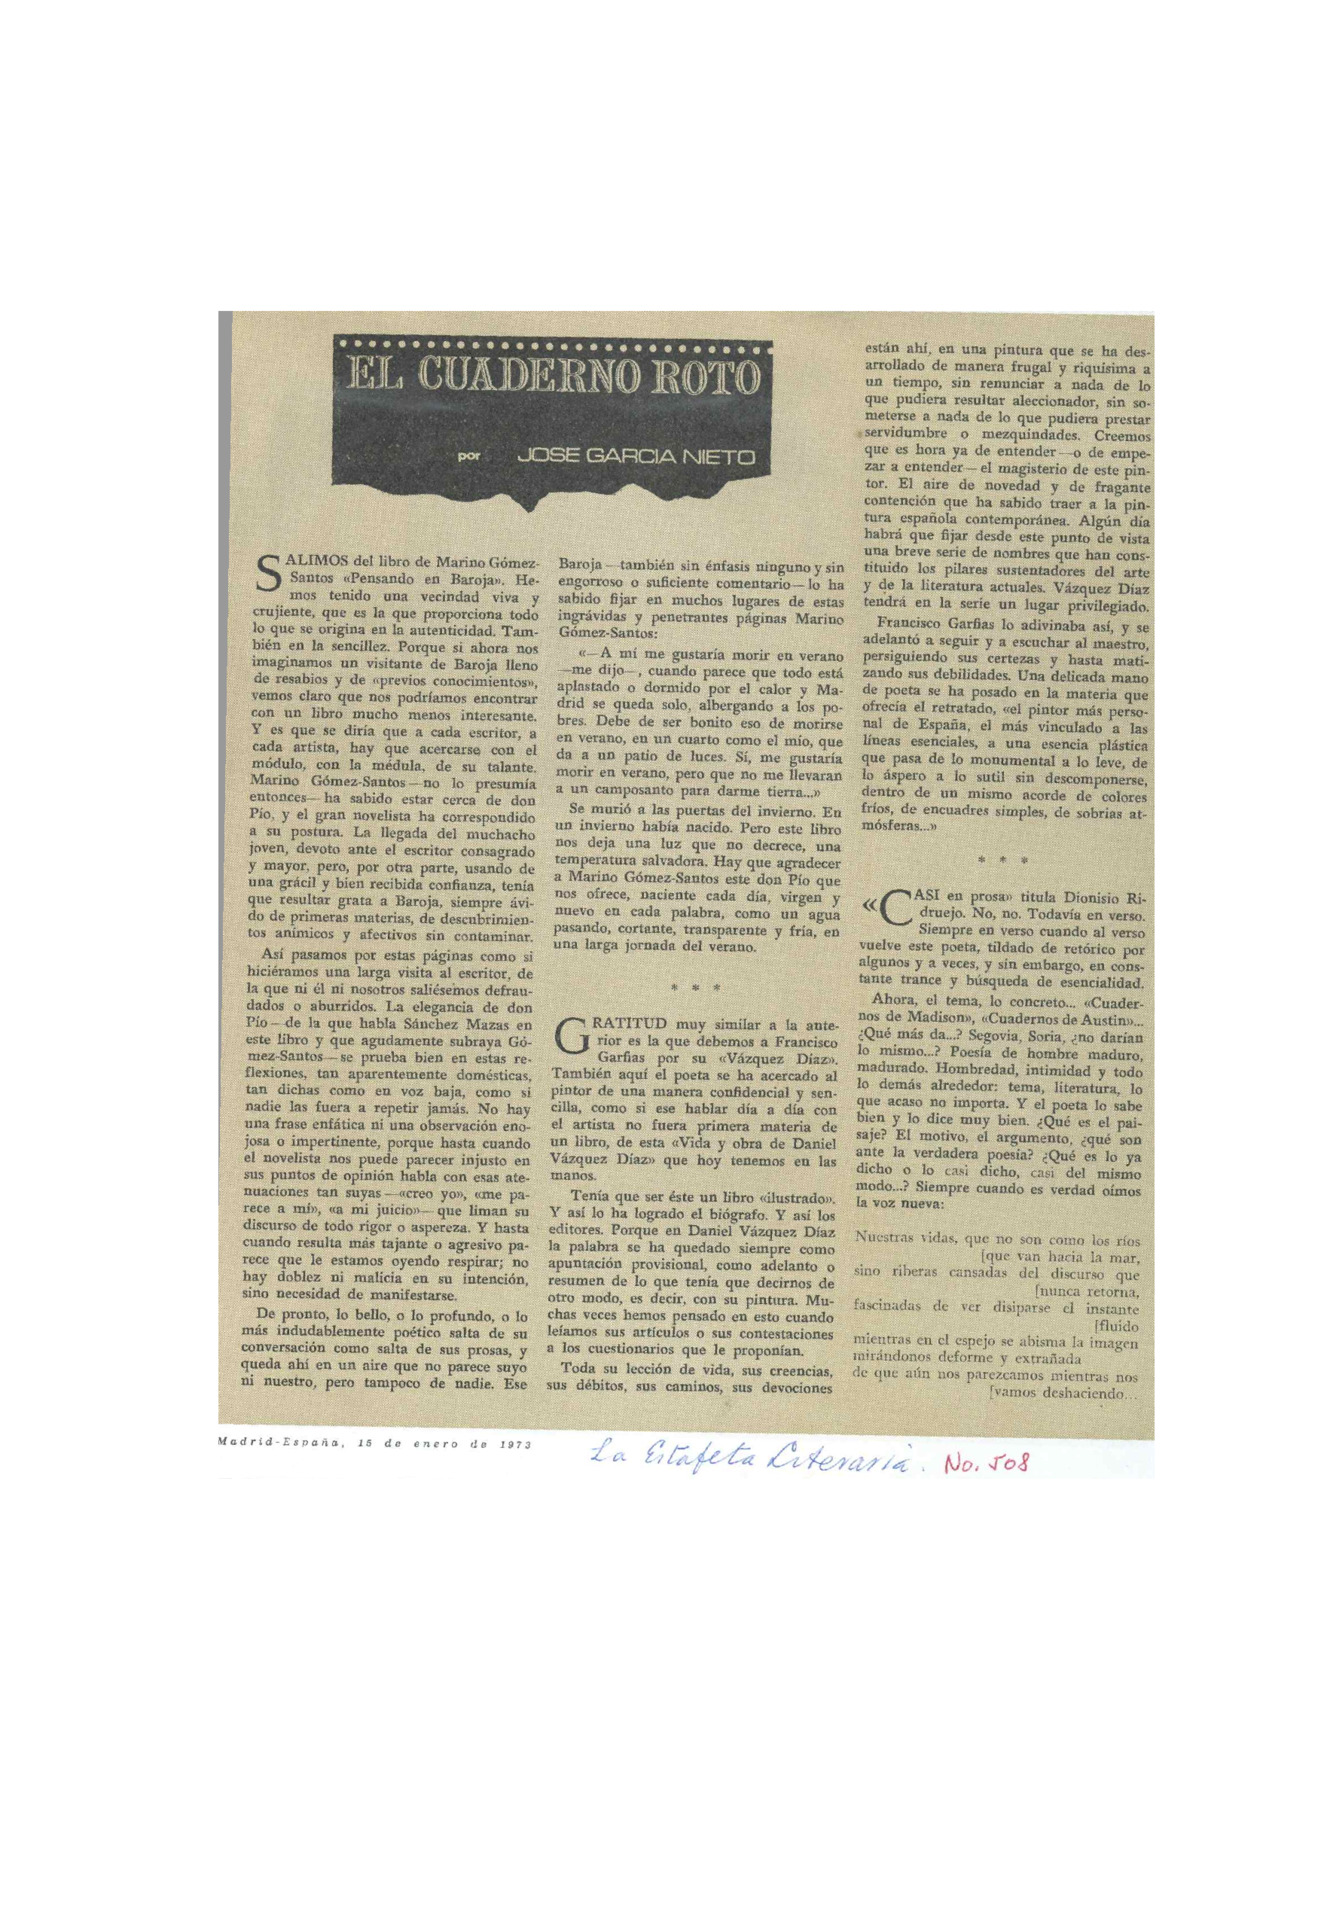 EL CUADERNO ROTO
por JOSE GARCIA NIETO
SALIMOS del libro de Marino Gómez-
Santos «Pensando en Baroja». He-
mos tenido una vecindad viva y
crujiente, que es la que proporciona todo
lo que se origina en la autenticidad. Tam-
bién en la sencillez. Porque si ahora nos
imaginamos un visitante de Baroja lleno
de resabios y de «previos conocimientos»,
vemos claro que nos podríamos encontrar
con un libro mucho menos interesante.
Y es que se diría que a cada escritor, a
cada artista, hay que acercarse con el
módulo, con la médula, de su talante.
Marino Gómez-Santos—no lo presumía
entonces—ha sabido estar cerca de don
Pío, y el gran novelista ha correspondido
a su postura. La llegada del muchacho
joven, devoto ante el escritor consagrado
y mayor, pero, por otra parte, usando de
una grácil y bien recibida confianza, tenía
que resultar grata a Baroja, siempre ávi-
do de primeras materias, de descubrimien-
tos anímicos y afectivos sin contaminar.
Así pasamos por estas páginas como si
hiciéramos una larga visita al escritor, de
la que ni él ni nosotros saliésemos defrau-
dados o aburridos. La elegancia de don
Pío—de la que habla Sánchez Mazas en
este libro y que agudamente subraya Gó-
mez-Santos—se prueba bien en estas re-
flexiones, tan aparentemente domésticas,
tan dichas como en voz baja, como si
nadie las fuera a repetir jamás. No hay
una frase enfática ni una observación eno-
josa o impertinente, porque hasta cuando
el novelista nos puede parecer injusto en
sus puntos de opinión habla con esas ate-
nuaciones tan suyas—«creo yo», «me pa-
rece a mí», «a mi juicio»—que liman su
discurso de todo rigor o aspereza. Y hasta
cuando resulta más tajante o agresivo pa-
rece que le estamos oyendo respirar; no
hay doblez ni malicia en su intención,
sino necesidad de manifestarse.
De pronto, lo bello, o lo profundo, o lo
más indudablemente poético salta de su
conversación como salta de sus prosas, y
queda ahí en un aire que no parece suyo
ni nuestro, pero tampoco de nadie. Ese
Baroja—también sin énfasis ninguno y sin
engorroso o suficiente comentario—lo ha
sabido fijar en muchos lugares de estas
ingrávidas y penetrantes páginas Marino
Gómez-Santos:
«—A mí me gustaría morir en verano
—me dijo—, cuando parece que todo está
aplastado o dormido por el calor y Ma-
drid se queda solo, albergando a los po-
bres. Debe de ser bonito eso de morirse
en verano, en un cuarto como el mío, que
da a un patio de luces. Sí, me gustaría
morir en verano, pero que no me llevaran
a un camposanto para darme tierra...»
Se murió a las puertas del invierno. En
un invierno había nacido. Pero este libro
nos deja una luz que no decrece, una
temperatura salvadora. Hay que agradecer
a Marino Gómez-Santos este don Pío que
nos ofrece, naciente cada día, virgen y
nuevo en cada palabra, como un agua
pasando, cortante, transparente y fría, en
una larga jornada del verano.
* * *
GRATITUD muy similar a la ante-
rior es la que debemos a Francisco
Garfias por su «Vázquez Díaz».
También aquí el poeta se ha acercado al
pintor de una manera confidencial y sen-
cilla, como si ese hablar día a día con
el artista no fuera primera materia de
un libro, de esta «Vida y obra de Daniel
Vázquez Díaz» que hoy tenemos en las
manos.
Tenía que ser éste un libro «ilustrado».
Y así lo ha logrado el biógrafo. Y así los
editores. Porque en Daniel Vázquez Díaz
la palabra se ha quedado siempre como
apuntación provisional, como adelanto o
resumen de lo que tenía que decirnos de
otro modo, es decir, con su pintura. Mu-
chas veces hemos pensado en esto cuando
leíamos sus artículos o sus contestaciones
a los cuestionarios que le proponían.
Toda su lección de vida, sus creencias,
sus débitos, sus caminos, sus devociones
están ahí, en una pintura que se ha des-
arrollado de manera frugal y riquísima a
un tiempo, sin renunciar a nada de lo
que pudiera resultar aleccionador, sin so-
meterse a nada de lo que pudiera prestar
servidumbre o mezquindades. Creemos
que es hora ya de entender—o de empe-
zar a entender—el magisterio de este pin-
tor. El aire de novedad y de fragante
contención que ha sabido traer a la pin-
tura española contemporánea. Algún día
habrá que fijar desde este punto de vista
una breve serie de nombres que han cons-
tituido los pilares sustentadores del arte
y de la literatura actuales. Vázquez Díaz
tendrá en la serie un lugar privilegiado.
Francisco Garfias lo adivinaba así, y se
adelantó a seguir y a escuchar al maestro,
persiguiendo sus certezas y hasta mati-
zando sus debilidades. Una delicada mano
de poeta se ha posado en la materia que
ofrecía el retratado, «el pintor más perso-
nal de España, el más vinculado a las
líneas esenciales, a una esencia plástica
que pasa de lo monumental a lo leve, de
lo áspero a lo sutil sin descomponerse,
dentro de un mismo acorde de colores
fríos, de encuadres simples, de sobrias at-
mósferas...»
* * *
«CASI en prosa» titula Dionisio Ri-
druejo. No, no. Todavía en verso.
Siempre en verso cuando al verso
vuelve este poeta, tildado de retórico por
algunos y a veces, y sin embargo, en cons-
tante trance y búsqueda de esencialidad.
Ahora, el tema, lo concreto... «Cuader-
nos de Madison», «Cuadernos de Austin»...
¿Qué más da...? Segovia, Soria, ¿no darían
lo mismo...? Poesía de hombre maduro,
madurado. Hombredad, intimidad y todo
lo demás alrededor: tema, literatura, lo
que acaso no importa. Y el poeta lo sabe
bien y lo dice muy bien. ¿Qué es el pai-
saje? El motivo, el argumento, ¿qué son
ante la verdadera poesía? ¿Qué es lo ya
dicho o lo casi dicho, casi del mismo
modo...? Siempre cuando es verdad oímos
la voz nueva:
Nuestras vidas, que no son como los ríos
[que van hacia la mar,
sino riberas cansadas del discurso que
[nunca retorna,
fascinadas de ver disiparse el instante
[fluido
mientras en el espejo se abisma la imagen
mirándonos deforme y extrañada
de que aún nos parezcamos mientras nos
[vamos deshaciendo...
Madrid-España, 15 de enero de 1973
La Estafeta Literaria. No. 508